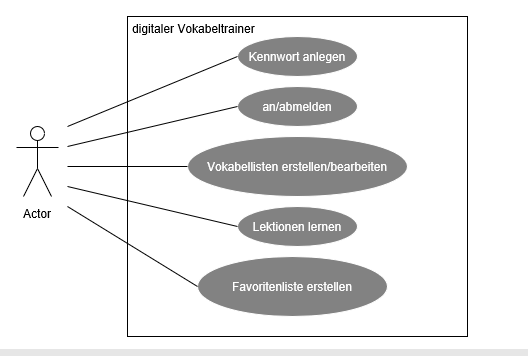 digitaler Vokabeltrainer
Kennwort anlegen
an/abmelden
Vokabellisten erstellen/bearbeiten
Actor
Lektionen lernen
Favoritenliste erstellen